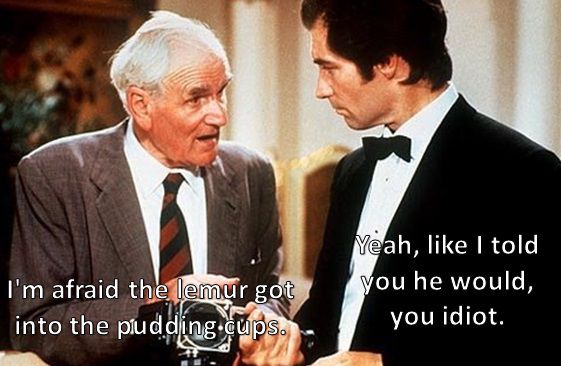 I'm afraid the lemur got
into the pudding cups.
Yeah, like I told
you he would,
you idiot.